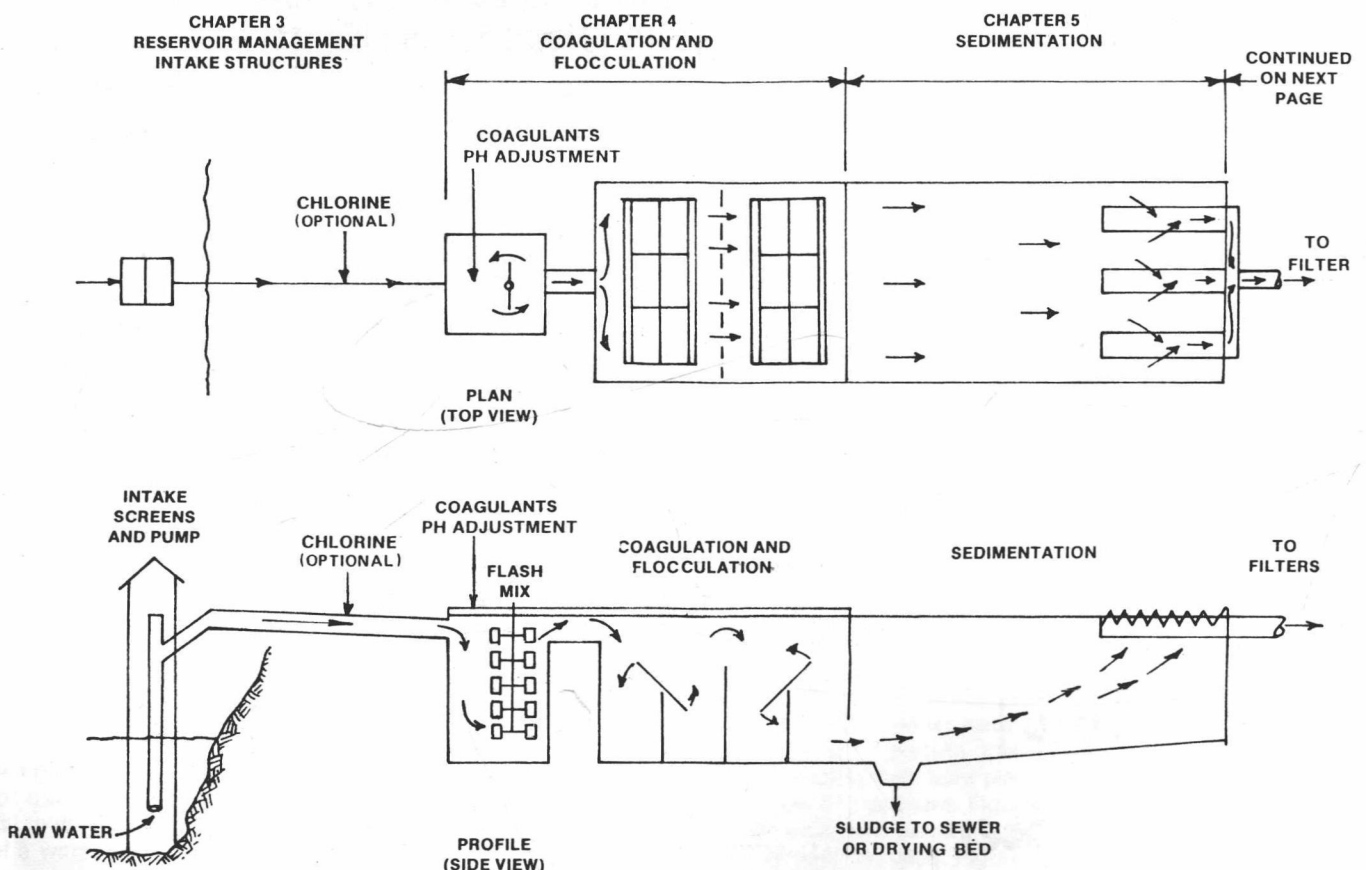 CHAPTER 3
RESERVOIR MANAGEMENT
INTAKE STRUCTURES
CHAPTER 4
COAGULATION AND
FLOCCULATION
CHAPTER 5
SEDIMENTATION
CONTINUED
ON NEXT
PAGE
COAGULANTS
PH ADJUSTMENT
CHLORINE
(OPTIONAL)
TO
FILTER
PLAN
(TOP VIEW)
INTAKE
SCREENS
AND PUMP
CHLORINE
(OPTIONAL)
COAGULANTS
PH ADJUSTMENT
FLASH
MIX
COAGULATION AND
FLOCCULATION
SEDIMENTATION
TO
FILTERS
RAW WATER
SLUDGE TO SEWER
OR DRYING BED
PROFILE
(SIDE VIEW)